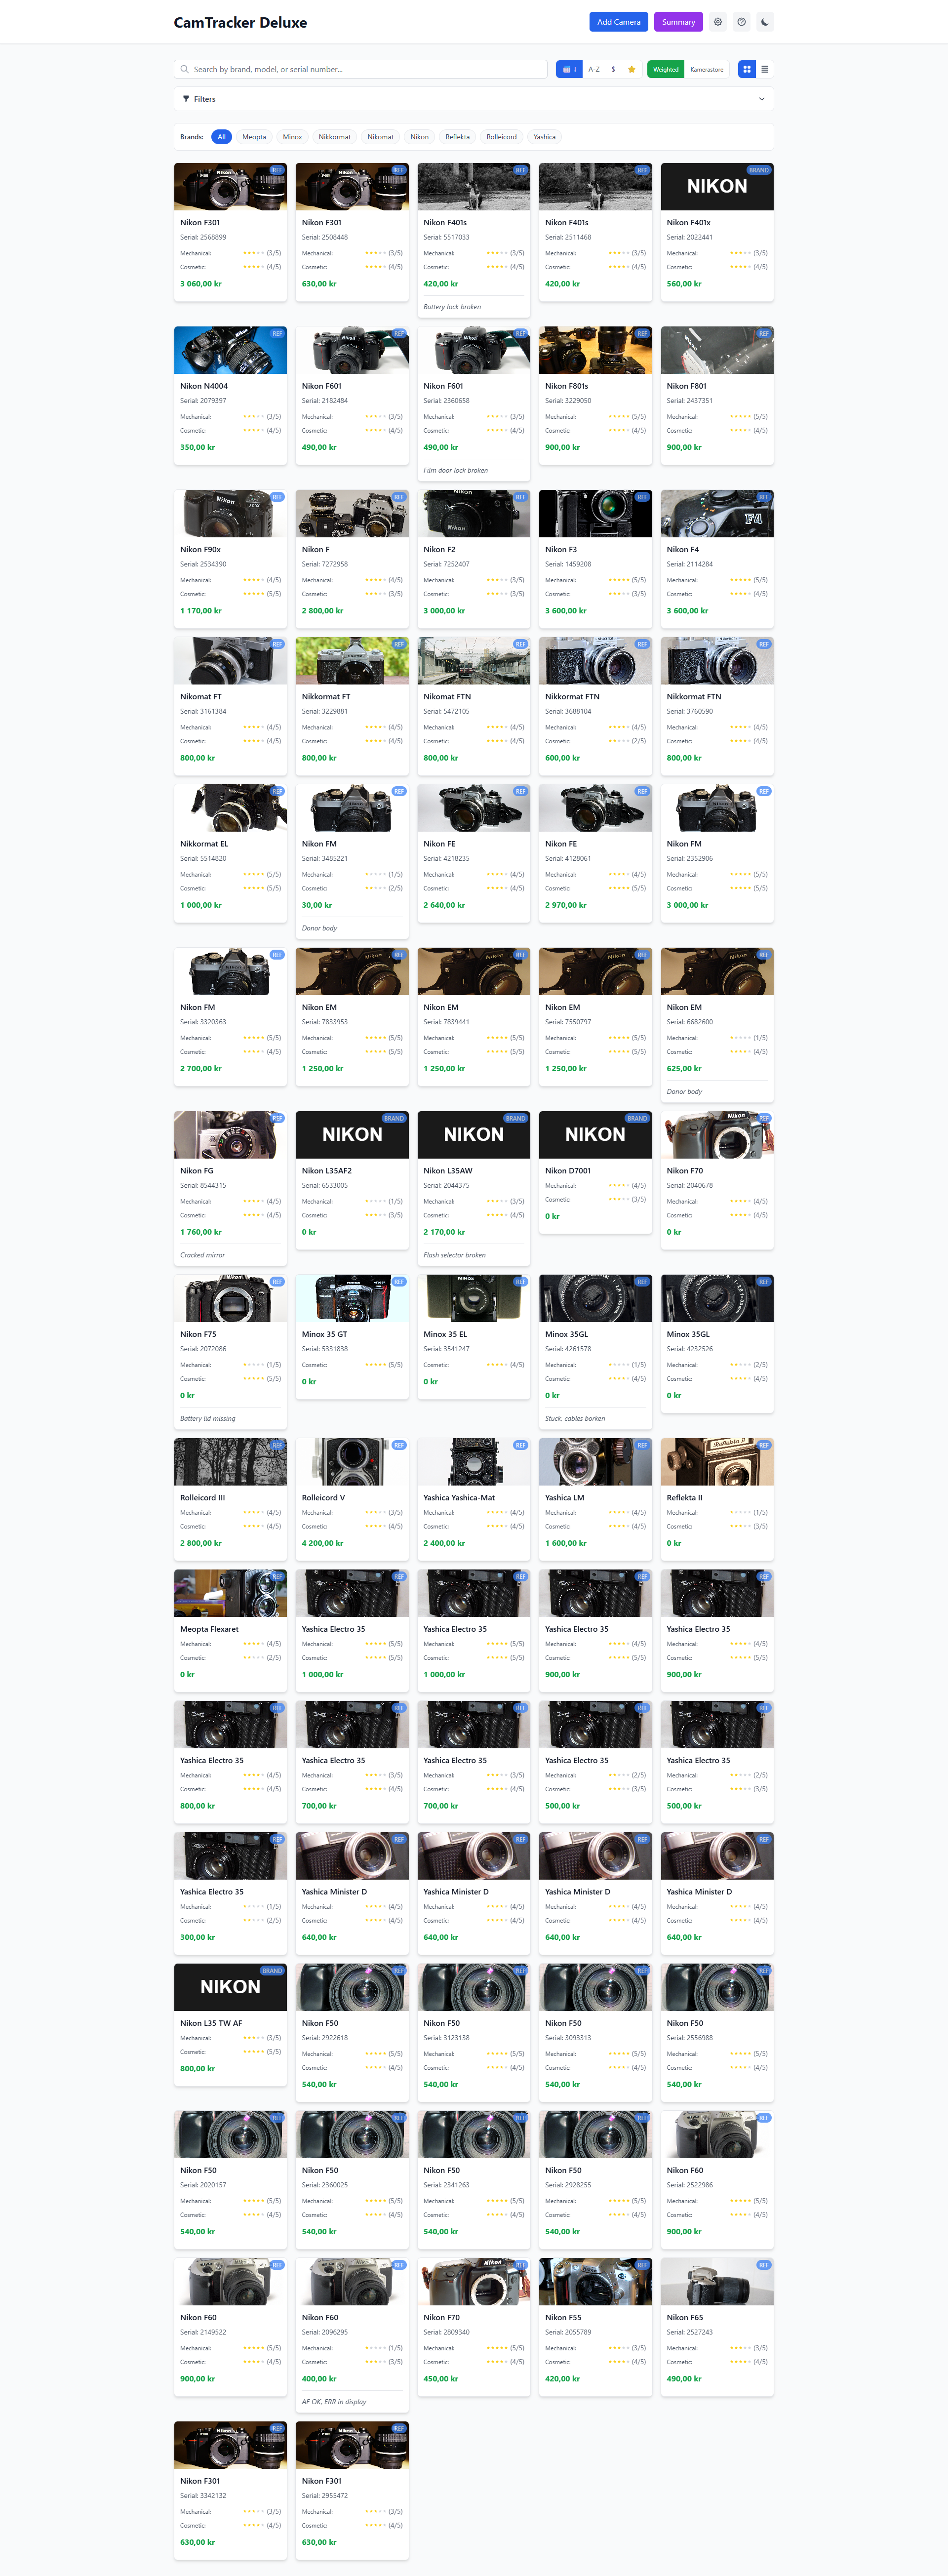 CamTracker Deluxe
Add Camera
Summary
Search by brand, model, or serial number...
A-Z
$
Weighted
Kamerastore
Filters
Brands: All Meopta Minox Nikkormat Nikomat Nikon Reflekta Rolleicord Yashica
REF
Nikon F301
Serial: 2568899
Mechanical: (3/5)
Cosmetic: (4/5)
3 060,00 kr
REF
Nikon F301
Serial: 2508448
Mechanical: (3/5)
Cosmetic: (4/5)
630,00 kr
REF
Nikon F401s
Serial: 5517033
Mechanical: (3/5)
Cosmetic: (4/5)
420,00 kr
Battery lock broken
REF
Nikon F401s
Serial: 2511468
Mechanical: (3/5)
Cosmetic: (4/5)
420,00 kr
BRAND
NIKON
Nikon F401x
Serial: 2022441
Mechanical: (3/5)
Cosmetic: (4/5)
560,00 kr
REF
Nikon N4004
Serial: 2079397
Mechanical: (3/5)
Cosmetic: (4/5)
350,00 kr
REF
Nikon F601
Serial: 2182484
Mechanical: (3/5)
Cosmetic: (4/5)
490,00 kr
REF
Nikon F601
Serial: 2360658
Mechanical: (3/5)
Cosmetic: (4/5)
490,00 kr
Film door lock broken
REF
Nikon F801s
Serial: 3229050
Mechanical: (5/5)
Cosmetic: (4/5)
900,00 kr
REF
Nikon F801
Serial: 2437351
Mechanical: (5/5)
Cosmetic: (4/5)
900,00 kr
REF
Nikon F90x
Serial: 2534390
Mechanical: (4/5)
Cosmetic: (5/5)
1 170,00 kr
REF
Nikon F
Serial: 7272958
Mechanical: (4/5)
Cosmetic: (3/5)
2 800,00 kr
REF
Nikon F2
Serial: 7252407
Mechanical: (3/5)
Cosmetic: (3/5)
3 000,00 kr
REF
Nikon F3
Serial: 1459208
Mechanical: (5/5)
Cosmetic: (3/5)
3 600,00 kr
REF
F4
Nikon F4
Serial: 2114284
Mechanical: (5/5)
Cosmetic: (4/5)
3 600,00 kr
REF
Nikomat FT
Serial: 3161384
Mechanical: (4/5)
Cosmetic: (4/5)
800,00 kr
REF
Nikkormat FT
Serial: 3229881
Mechanical: (4/5)
Cosmetic: (4/5)
800,00 kr
REF
Nikomat FTN
Serial: 5472105
Mechanical: (4/5)
Cosmetic: (4/5)
800,00 kr
REF
Nikkormat FTN
Serial: 3688104
Mechanical: (4/5)
Cosmetic: (2/5)
600,00 kr
REF
Nikkormat FTN
Serial: 3760590
Mechanical: (4/5)
Cosmetic: (4/5)
800,00 kr
REF
Nikkormat EL
Serial: 5514820
Mechanical: (5/5)
Cosmetic: (5/5)
1 000,00 kr
REF
Nikon FM
Serial: 3485221
Mechanical: (1/5)
Cosmetic: (2/5)
30,00 kr
Donor body
REF
Nikon FE
Serial: 4218235
Mechanical: (4/5)
Cosmetic: (4/5)
2 640,00 kr
REF
Nikon FE
Serial: 4128061
Mechanical: (4/5)
Cosmetic: (5/5)
2 970,00 kr
REF
Nikon FM
Serial: 2352906
Mechanical: (5/5)
Cosmetic: (5/5)
3 000,00 kr
REF
Nikon FM
Serial: 3320363
Mechanical: (5/5)
Cosmetic: (4/5)
2 700,00 kr
REF
Nikon EM
Serial: 7833953
Mechanical: (5/5)
Cosmetic: (5/5)
1 250,00 kr
REF
Nikon EM
Serial: 7839441
Mechanical: (5/5)
Cosmetic: (5/5)
1 250,00 kr
REF
Nikon EM
Serial: 7550797
Mechanical: (5/5)
Cosmetic: (5/5)
1 250,00 kr
REF
Nikon EM
Serial: 6682600
Mechanical: (1/5)
Cosmetic: (4/5)
625,00 kr
Donor body
REF
Nikon FG
Serial: 8544315
Mechanical: (4/5)
Cosmetic: (4/5)
1 760,00 kr
Cracked mirror
BRAND
NIKON
Nikon L35AF2
Serial: 6533005
Mechanical: (1/5)
Cosmetic: (3/5)
0 kr
BRAND
NIKON
Nikon L35AW
Serial: 2044375
Mechanical: (3/5)
Cosmetic: (4/5)
2 170,00 kr
Flash selector broken
BRAND
NIKON
Nikon D7001
Mechanical: (4/5)
Cosmetic: (3/5)
0 kr
REF
Nikon F70
Serial: 2040678
Mechanical: (4/5)
Cosmetic: (4/5)
0 kr
REF
Nikon F75
Serial: 2072086
Mechanical: (1/5)
Cosmetic: (5/5)
0 kr
Battery lid missing
REF
Minox 35 GT
Serial: 5331838
Cosmetic: (5/5)
0 kr
REF
Minox 35 EL
Serial: 3541247
Cosmetic: (4/5)
0 kr
REF
Minox 35GL
Serial: 4261578
Mechanical: (1/5)
Cosmetic: (4/5)
0 kr
Stuck, cables borken
REF
Minox 35GL
Serial: 4232526
Mechanical: (2/5)
Cosmetic: (4/5)
0 kr
REF
Rolleicord III
Mechanical: (4/5)
Cosmetic: (4/5)
2 800,00 kr
REF
Rolleicord V
Mechanical: (3/5)
Cosmetic: (4/5)
4 200,00 kr
REF
Yashica Yashica-Mat
Mechanical: (4/5)
Cosmetic: (4/5)
2 400,00 kr
REF
Yashica LM
Mechanical: (4/5)
Cosmetic: (4/5)
1 600,00 kr
REF
Reflekta II
Reflekta II
Mechanical: (1/5)
Cosmetic: (3/5)
0 kr
REF
Meopta Flexaret
Mechanical: (4/5)
Cosmetic: (2/5)
0 kr
REF
Yashica Electro 35
Mechanical: (5/5)
Cosmetic: (5/5)
1 000,00 kr
REF
Yashica Electro 35
Mechanical: (5/5)
Cosmetic: (5/5)
1 000,00 kr
REF
Yashica Electro 35
Mechanical: (4/5)
Cosmetic: (5/5)
900,00 kr
REF
Yashica Electro 35
Mechanical: (4/5)
Cosmetic: (5/5)
900,00 kr
REF
Yashica Electro 35
Mechanical: (4/5)
Cosmetic: (4/5)
800,00 kr
REF
Yashica Electro 35
Mechanical: (3/5)
Cosmetic: (4/5)
700,00 kr
REF
Yashica Electro 35
Mechanical: (3/5)
Cosmetic: (4/5)
700,00 kr
REF
Yashica Electro 35
Mechanical: (2/5)
Cosmetic: (3/5)
500,00 kr
REF
Yashica Electro 35
Mechanical: (2/5)
Cosmetic: (3/5)
500,00 kr
REF
Yashica Electro 35
Mechanical: (1/5)
Cosmetic: (2/5)
300,00 kr
REF
Yashica Minister D
Mechanical: (4/5)
Cosmetic: (4/5)
640,00 kr
REF
Yashica Minister D
Mechanical: (4/5)
Cosmetic: (4/5)
640,00 kr
REF
Yashica Minister D
Mechanical: (4/5)
Cosmetic: (4/5)
640,00 kr
REF
Yashica Minister D
Mechanical: (4/5)
Cosmetic: (4/5)
640,00 kr
BRAND
NIKON
Nikon L35 TW AF
Mechanical: (3/5)
Cosmetic: (5/5)
800,00 kr
REF
Nikon F50
Serial: 2922618
Mechanical: (5/5)
Cosmetic: (4/5)
540,00 kr
REF
Nikon F50
Serial: 3123138
Mechanical: (5/5)
Cosmetic: (4/5)
540,00 kr
REF
Nikon F50
Serial: 3093313
Mechanical: (5/5)
Cosmetic: (4/5)
540,00 kr
REF
Nikon F50
Serial: 2556988
Mechanical: (5/5)
Cosmetic: (4/5)
540,00 kr
REF
Nikon F50
Serial: 2020157
Mechanical: (5/5)
Cosmetic: (4/5)
540,00 kr
REF
Nikon F50
Serial: 2360025
Mechanical: (5/5)
Cosmetic: (4/5)
540,00 kr
REF
Nikon F50
Serial: 2341263
Mechanical: (5/5)
Cosmetic: (4/5)
540,00 kr
REF
Nikon F50
Serial: 2928255
Mechanical: (5/5)
Cosmetic: (4/5)
540,00 kr
REF
Nikon F60
Serial: 2522986
Mechanical: (5/5)
Cosmetic: (4/5)
900,00 kr
REF
Nikon F60
Serial: 2149522
Mechanical: (5/5)
Cosmetic: (4/5)
900,00 kr
REF
Nikon F60
Serial: 2096295
Mechanical: (1/5)
Cosmetic: (3/5)
400,00 kr
AF OK, ERR in display
REF
Nikon F70
Serial: 2809340
Mechanical: (5/5)
Cosmetic: (4/5)
450,00 kr
REF
Nikon F55
Serial: 2055789
Mechanical: (3/5)
Cosmetic: (4/5)
420,00 kr
REF
Nikon F65
Serial: 2527243
Mechanical: (3/5)
Cosmetic: (4/5)
490,00 kr
REF
Nikon F301
Serial: 3342132
Mechanical: (3/5)
Cosmetic: (4/5)
630,00 kr
REF
Nikon F301
Serial: 2955472
Mechanical: (3/5)
Cosmetic: (4/5)
630,00 kr